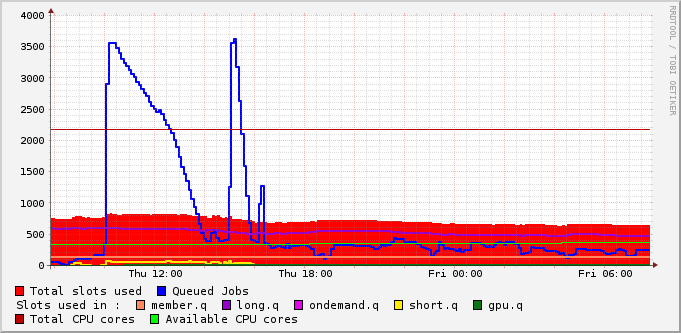 RRDTOOL / TOBI OETIKER
4000
3500
3000
2500
2000
1500
1000
500
0
Thu 12:00 Thu 18:00 Fri 00:00 Fri 06:00
Total slots used Queued Jobs
Slots used in : member.q long.q ondemand.q short.q gpu.q
Total CPU cores Available CPU cores